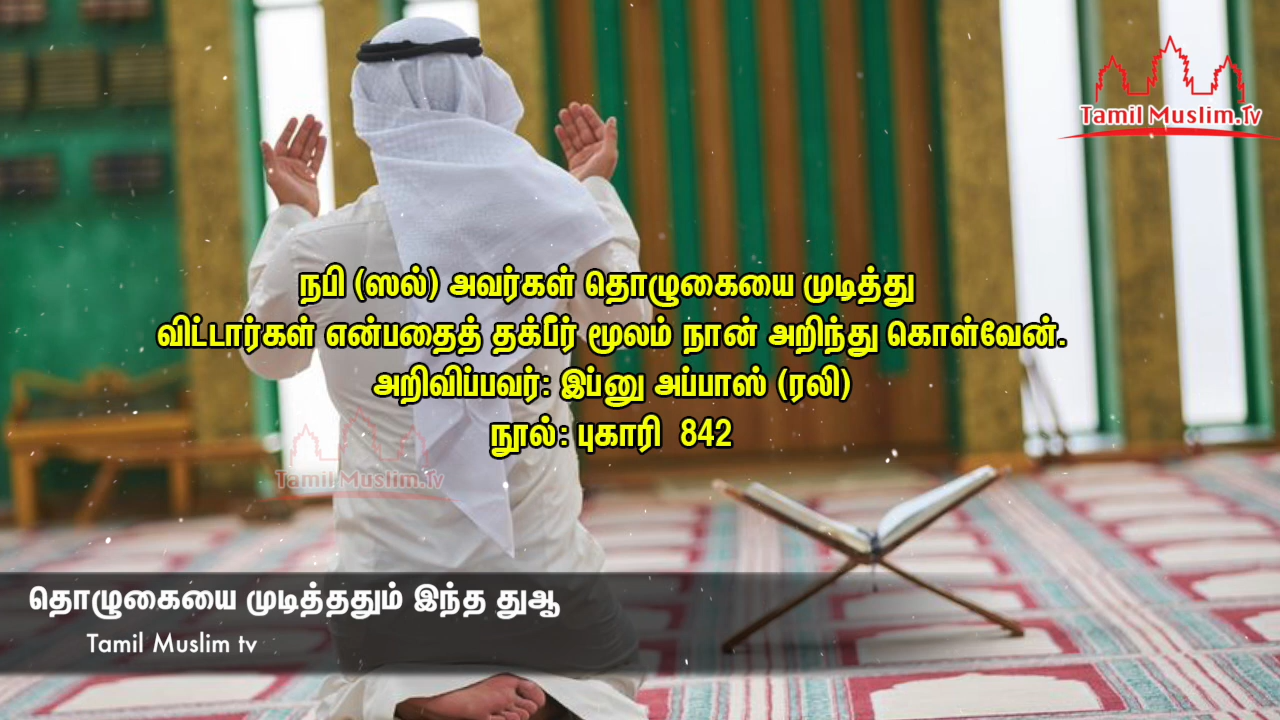 Tamil Muslim.Tv
நபி (ஸல்) அவர்கள் தொழுகையை முடித்து
விட்டார்கள் என்பதைத் தக்பீர் மூலம் நான் அறிந்து கொள்வேன்.
அறிவிப்பவர்: இப்னு அப்பாஸ் (ரலி)
நூல்: புகாரி 842
Tamil Muslim.Tv
தொழுகையை முடித்ததும் இந்த துஆ
Tamil Muslim tv